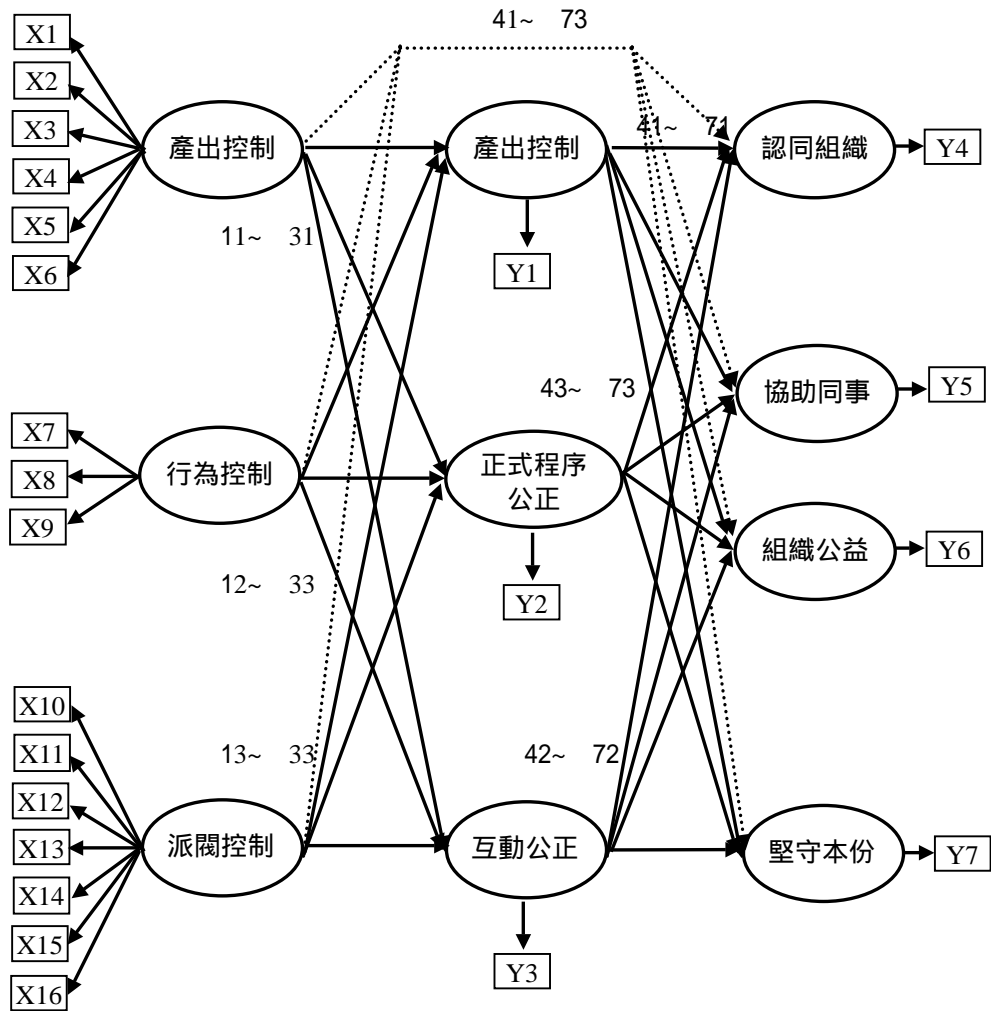 41~ 73
X1
X2
X3
X4
X5
X6
產出控制
產出控制
41~ 71
認同組織
Y4
11~ 31
Y1
協助同事
Y5
43~ 73
X7
X8
X9
行為控制
正式程序
公正
組織公益
Y6
12~ 33
Y2
X10
X11
X12
X13
X14
X15
X16
13~ 33
42~ 72
派閥控制
互動公正
堅守本份
Y7
Y3